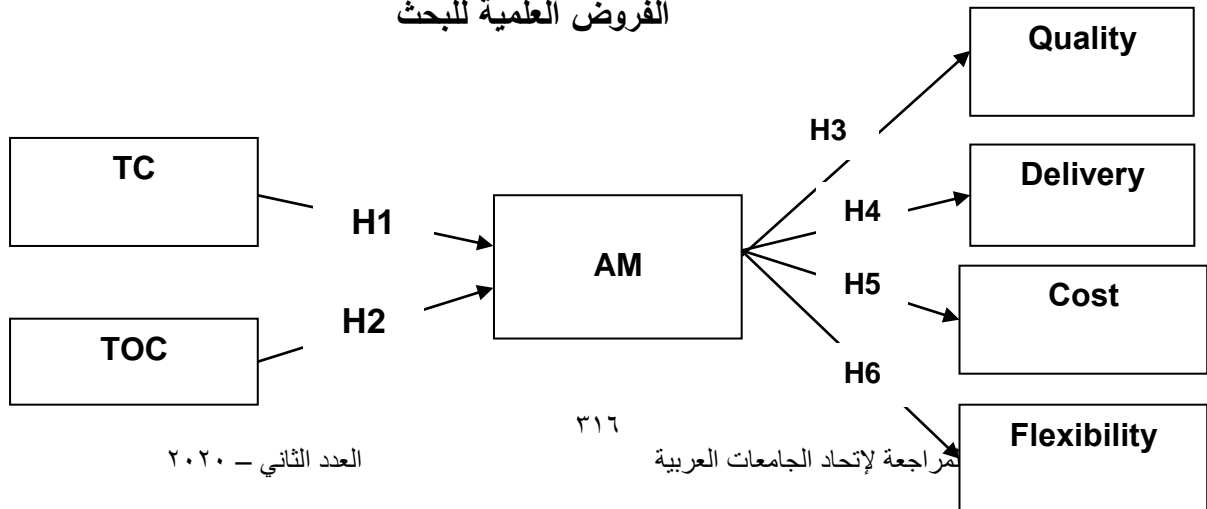 الفروض العلمية للبحث
Quality
H3
TC
Delivery
H1
H4
AM
H5
Cost
H2
TOC
H6
Flexibility
٣١٦
المراجعة لإتحاد الجامعات العربية
العدد الثاني – ٢٠٢٠